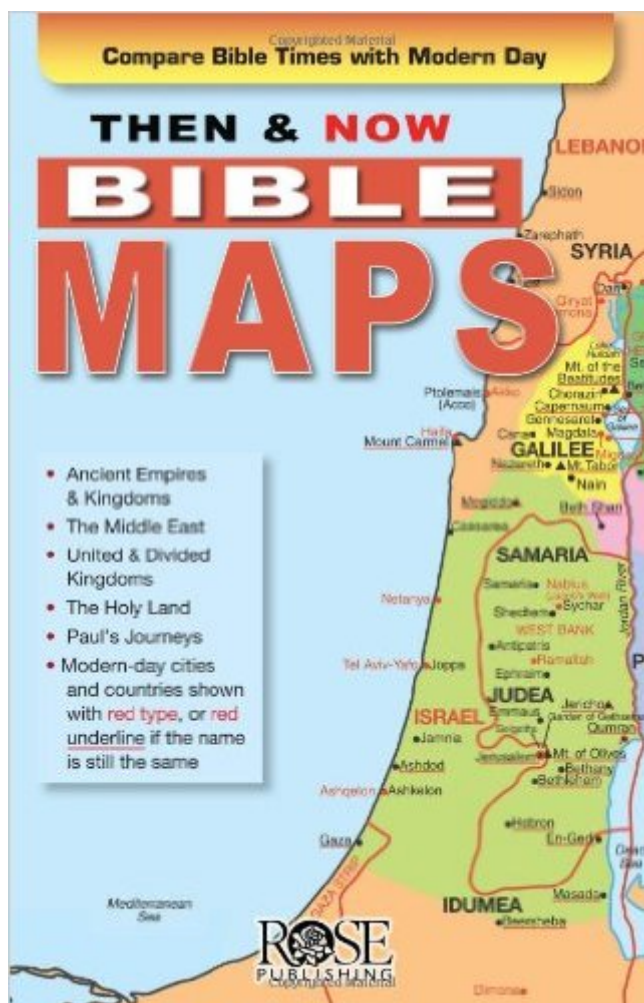 Copyrighted Material
Compare Bible Times with Modern Day
THEN & NOW
BIBLE
MAPS
LEBANON
Sidon
Zarephath
SYRIA
Dan
Mt. of the
Beatitudes
Ptolemais
(Acco)
Akko
Chorazin
Capernaum
Gennesaret
Haifa
Mount Carmel
Cana
Magdala
GALILEE
Nazareth
Mt. Tabor
Nain
• Ancient Empires
& Kingdoms
• The Middle East
• United & Divided
Kingdoms
• The Holy Land
• Paul's Journeys
• Modern-day cities
and countries shown
with red type, or red
underline if the name
is still the same
Megiddo
Beth Shan
Caesarea
SAMARIA
Samaria
Nablus
Netanya
Shechem
Sychar
Jordan River
WEST BANK
Antipatris
Ramallah
Tel Aviv-Yafo
Joppa
Ephraim
JUDEA
Jericho
ISRAEL
Emmaus
Qumran
Jamnia
Jerusalem
Mt. of Olives
Bethany
Ashdod
Bethlehem
Ashqelon
Ashkelon
Hebron
Gaza
En-Gedi
Dead
Sea
GAZA STRIP
Masada
Mediterranean
Sea
IDUMEA
Beersheba
ROSE
PUBLISHING
Copyrighted Material
Dimona